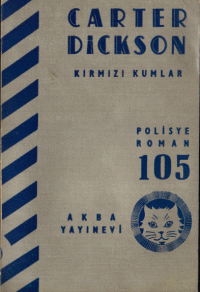 CARTER
DICKSON
KIRMIZI KUMLAR
POLİSYE
ROMAN
105
AKBA
YAYINEVİ